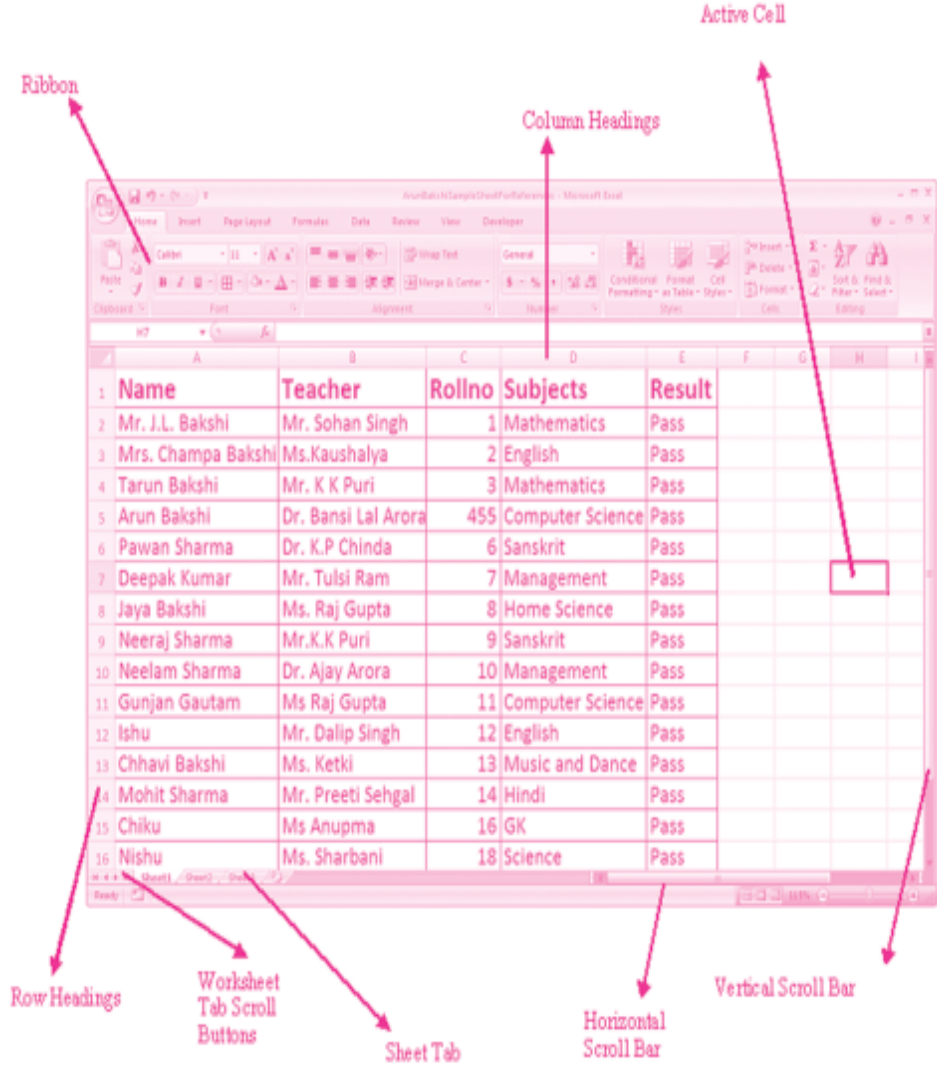 Active Cell
Ribbon
Column Headings
ArunBakshiSampleSheetForReference - Microsoft Excel
Home Insert Page Layout Formulas Data Review View Developer
Paste
Calibri 11
Wrap Text
General
Conditional Formatting
Format as Table
Cell Styles
Insert
Delete
Format
Sort & Filter
Find & Select
B I U
Merge & Center
$ % ,
Clipboard Font Alignment Number Styles Cells Editing
H7 fx
A B C D E F G H I
1 Name Teacher Rollno Subjects Result
2 Mr. J.L. Bakshi Mr. Sohan Singh 1 Mathematics Pass
3 Mrs. Champa Bakshi Ms.Kaushalya 2 English Pass
4 Tarun Bakshi Mr. K K Puri 3 Mathematics Pass
5 Arun Bakshi Dr. Bansi Lal Arora 455 Computer Science Pass
6 Pawan Sharma Dr. K.P Chinda 6 Sanskrit Pass
7 Deepak Kumar Mr. Tulsi Ram 7 Management Pass
8 Jaya Bakshi Ms. Raj Gupta 8 Home Science Pass
9 Neeraj Sharma Mr.K.K Puri 9 Sanskrit Pass
10 Neelam Sharma Dr. Ajay Arora 10 Management Pass
11 Gunjan Gautam Ms Raj Gupta 11 Computer Science Pass
12 Ishu Mr. Dalip Singh 12 English Pass
13 Chhavi Bakshi Ms. Ketki 13 Music and Dance Pass
14 Mohit Sharma Mr. Preeti Sehgal 14 Hindi Pass
15 Chiku Ms Anupma 16 GK Pass
16 Nishu Ms. Sharbani 18 Science Pass
Sheet1 Sheet2
Ready
Row Headings
Worksheet
Tab Scroll
Buttons
Sheet Tab
Horizontal
Scroll Bar
Vertical Scroll Bar